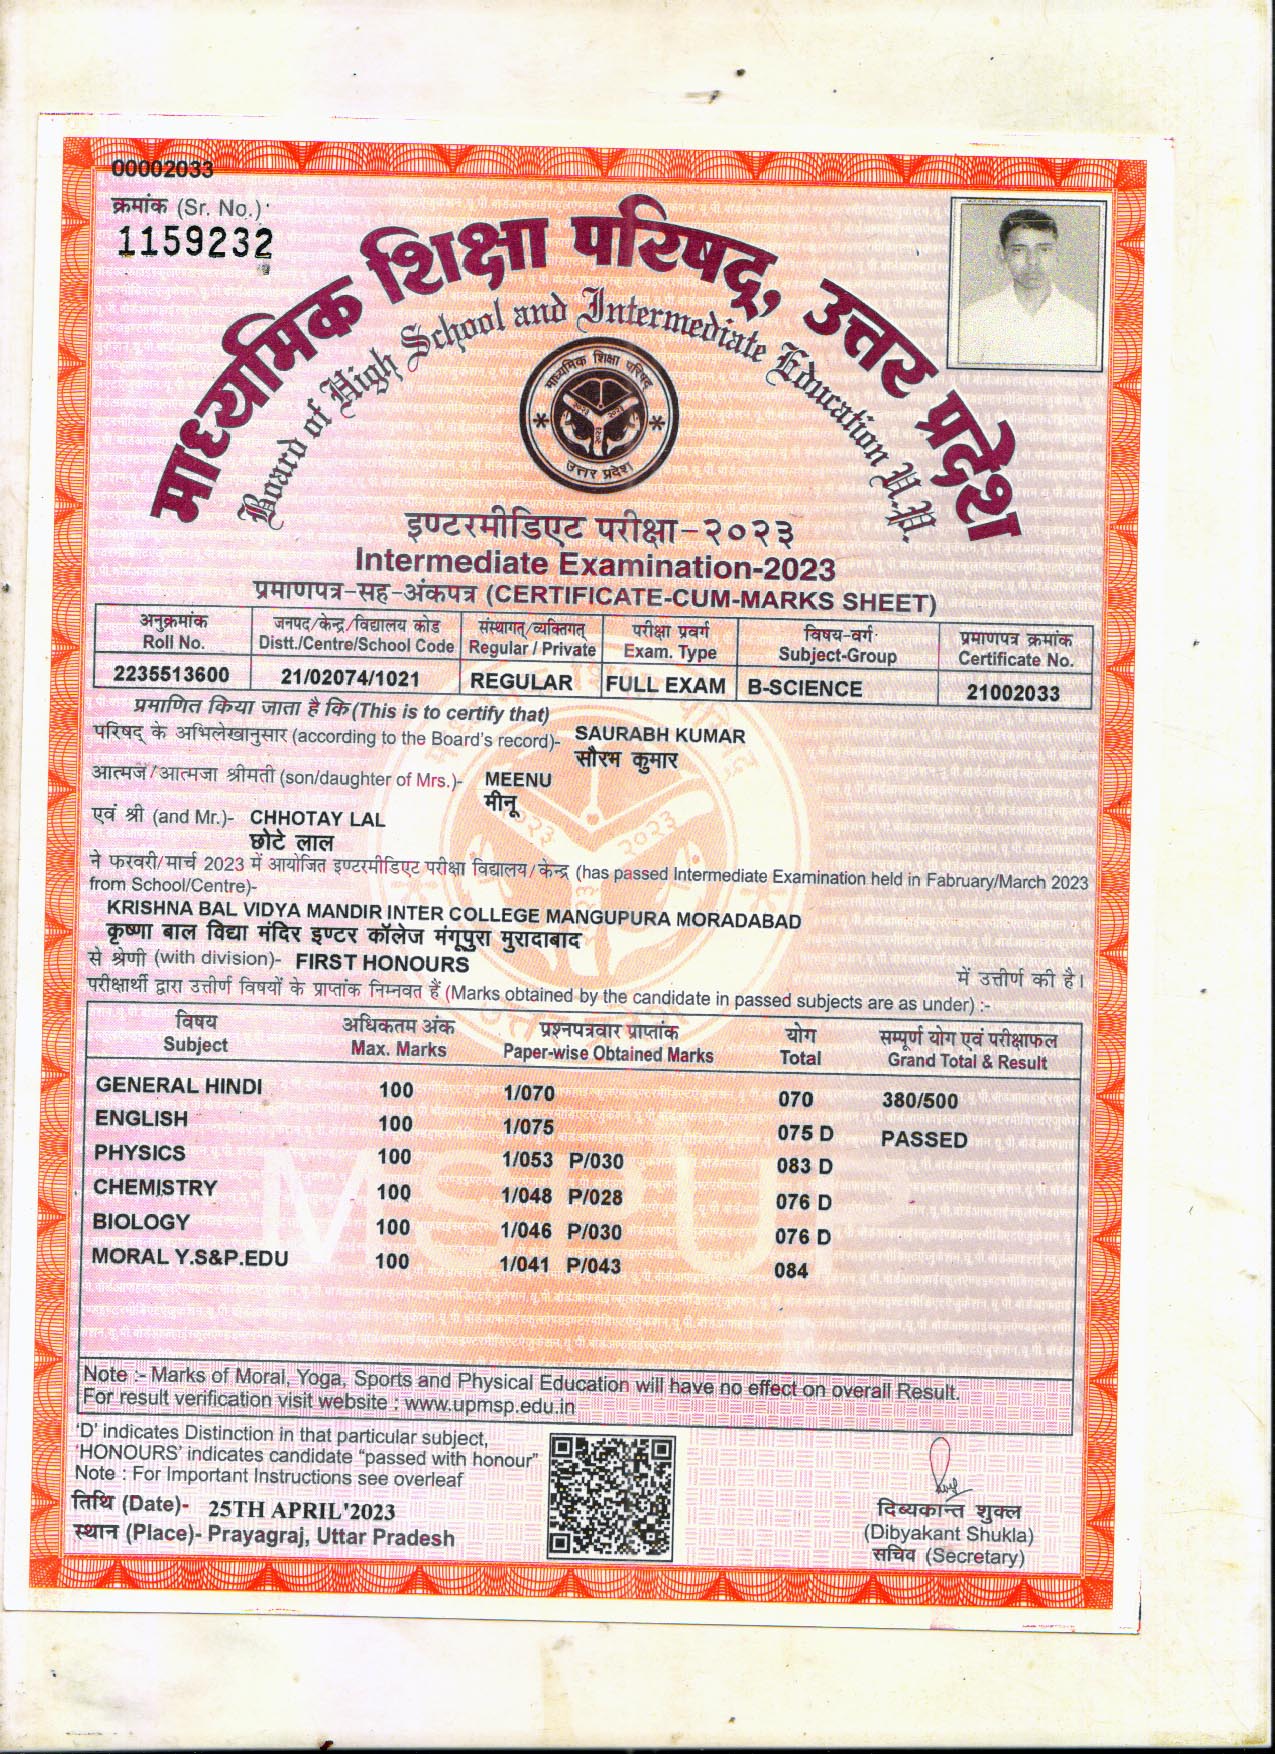 00002033
क्रमांक (Sr. No.)
1159232
माध्यमिक शिक्षा परिषद्, उत्तर प्रदेश
Board of High School and Intermediate Education U.P.
माध्यमिक शिक्षा परिषद
२०२३ २०२३
२०२३
उत्तर प्रदेश
इण्टरमीडिएट परीक्षा-२०२३
Intermediate Examination-2023
प्रमाणपत्र-सह-अंकपत्र (CERTIFICATE-CUM-MARKS SHEET)
अनुक्रमांक जनपद/केन्द्र/विद्यालय कोड संस्थागत्/व्यक्तिगत् परीक्षा प्रवर्ग विषय-वर्ग प्रमाणपत्र क्रमांक
Roll No. Distt./Centre/School Code Regular / Private Exam. Type Subject-Group Certificate No.
2235513600 21/02074/1021 REGULAR FULL EXAM B-SCIENCE 21002033
प्रमाणित किया जाता है कि (This is to certify that)
परिषद् के अभिलेखानुसार (according to the Board's record)- SAURABH KUMAR
सौरभ कुमार
आत्मज/आत्मजा श्रीमती (son/daughter of Mrs.)- MEENU
मीनू
एवं श्री (and Mr.)- CHHOTAY LAL
छोटे लाल
ने फरवरी/मार्च 2023 में आयोजित इण्टरमीडिएट परीक्षा विद्यालय/केन्द्र (has passed Intermediate Examination held in Fabruary/March 2023
from School/Centre)-
KRISHNA BAL VIDYA MANDIR INTER COLLEGE MANGUPURA MORADABAD
कृष्णा बाल विद्या मंदिर इण्टर कॉलेज मंगूपुरा मुरादाबाद
से श्रेणी (with division)- FIRST HONOURS में उत्तीर्ण की है।
परीक्षार्थी द्वारा उत्तीर्ण विषयों के प्राप्तांक निम्नवत हैं (Marks obtained by the candidate in passed subjects are as under) :-
विषय अधिकतम अंक प्रश्नपत्रवार प्राप्तांक योग सम्पूर्ण योग एवं परीक्षाफल
Subject Max. Marks Paper-wise Obtained Marks Total Grand Total & Result
GENERAL HINDI 100 1/070 070 380/500
ENGLISH 100 1/075 075 D PASSED
PHYSICS 100 1/053 P/030 083 D
CHEMISTRY 100 1/048 P/028 076 D
BIOLOGY 100 1/046 P/030 076 D
MORAL Y.S&P.EDU 100 1/041 P/043 084
Note :- Marks of Moral, Yoga, Sports and Physical Education will have no effect on overall Result.
For result verification visit website : www.upmsp.edu.in
'D' indicates Distinction in that particular subject,
'HONOURS' indicates candidate "passed with honour"
Note : For Important Instructions see overleaf
तिथि (Date)- 25TH APRIL'2023
स्थान (Place)- Prayagraj, Uttar Pradesh
दिब्यकान्त शुक्ल
(Dibyakant Shukla)
सचिव (Secretary)